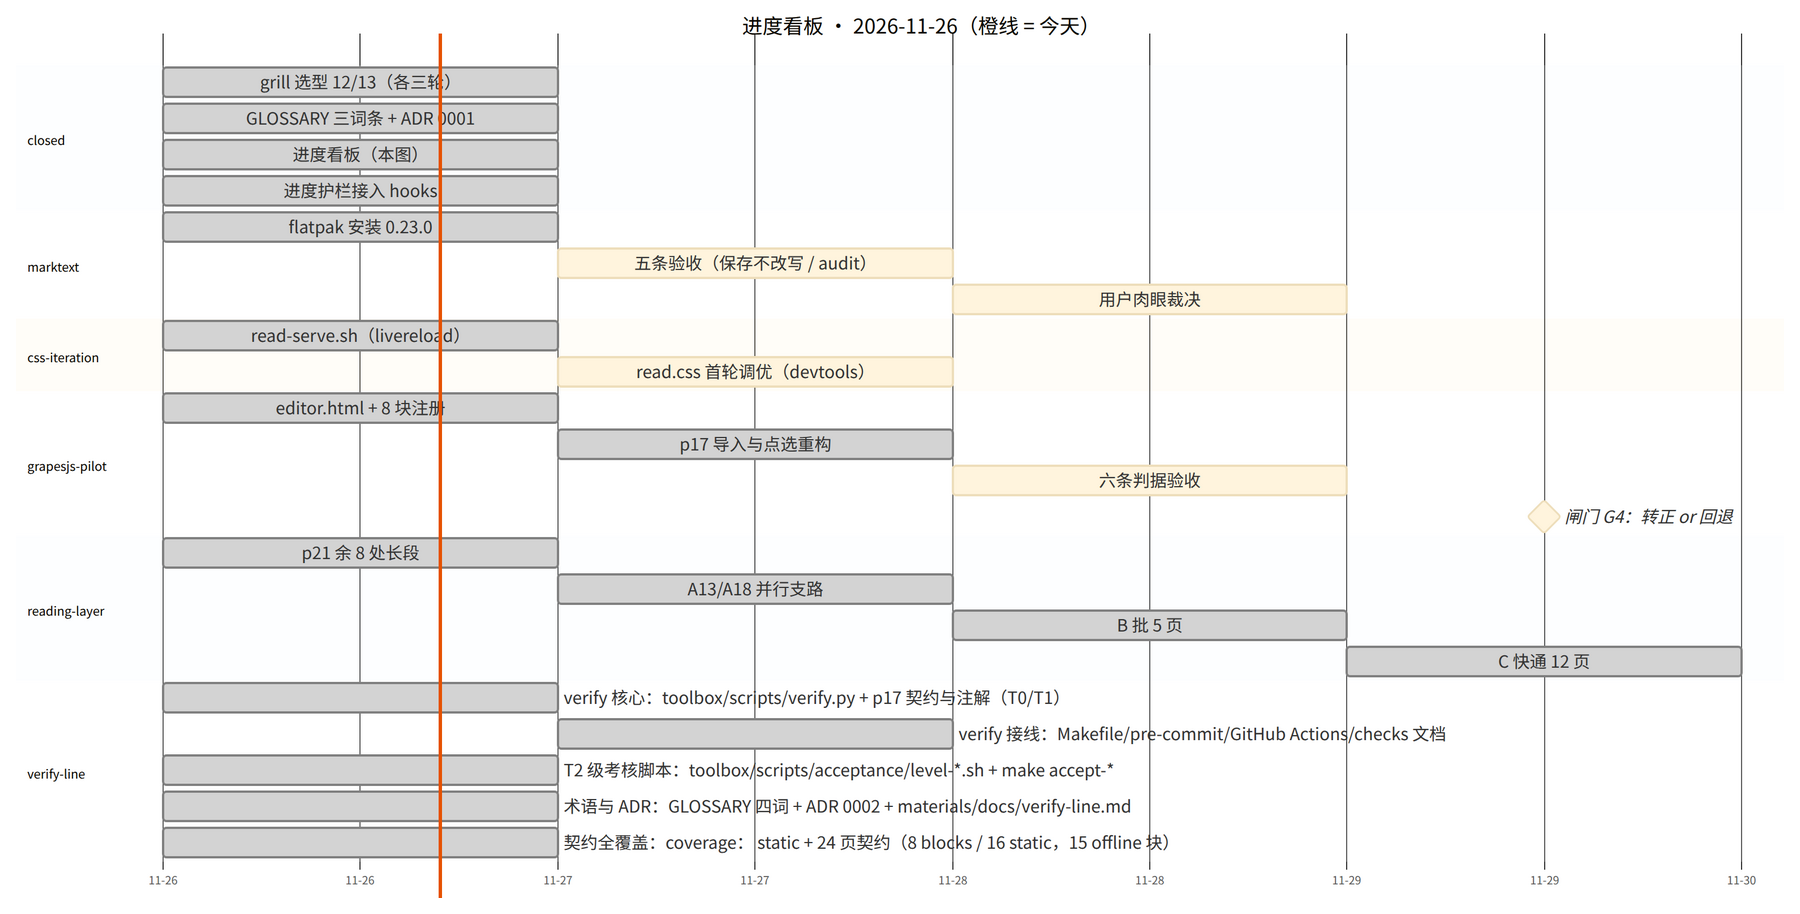 进度看板 · 2026-11-26（橙线 = 今天）
closed
grill 选型 12/13（各三轮）
GLOSSARY 三词条 + ADR 0001
进度看板（本图）
进度护栏接入 hooks
marktext
flatpak 安装 0.23.0
五条验收（保存不改写 / audit）
用户肉眼裁决
css-iteration
read-serve.sh（livereload）
read.css 首轮调优（devtools）
grapesjs-pilot
editor.html + 8 块注册
p17 导入与点选重构
六条判据验收
闸门 G4：转正 or 回退
reading-layer
p21 余 8 处长段
A13/A18 并行支路
B 批 5 页
C 快通 12 页
verify-line
verify 核心：toolbox/scripts/verify.py + p17 契约与注解（T0/T1）
verify 接线：Makefile/pre-commit/GitHub Actions/checks 文档
T2 级考核脚本：toolbox/scripts/acceptance/level-*.sh + make accept-*
术语与 ADR：GLOSSARY 四词 + ADR 0002 + materials/docs/verify-line.md
契约全覆盖：coverage： static + 24 页契约（8 blocks / 16 static，15 offline 块）
11-26 11-26 11-27 11-27 11-28 11-28 11-29 11-29 11-30